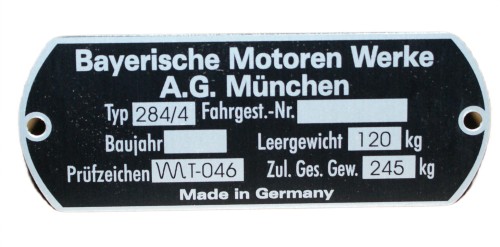 Bayerische Motoren Werke
A.G. München
Typ 284/4 Fahrgest.-Nr.
Baujahr Leergewicht 120 kg
Prüfzeichen T-046 Zul. Ges. Gew. 245 kg
Made in Germany